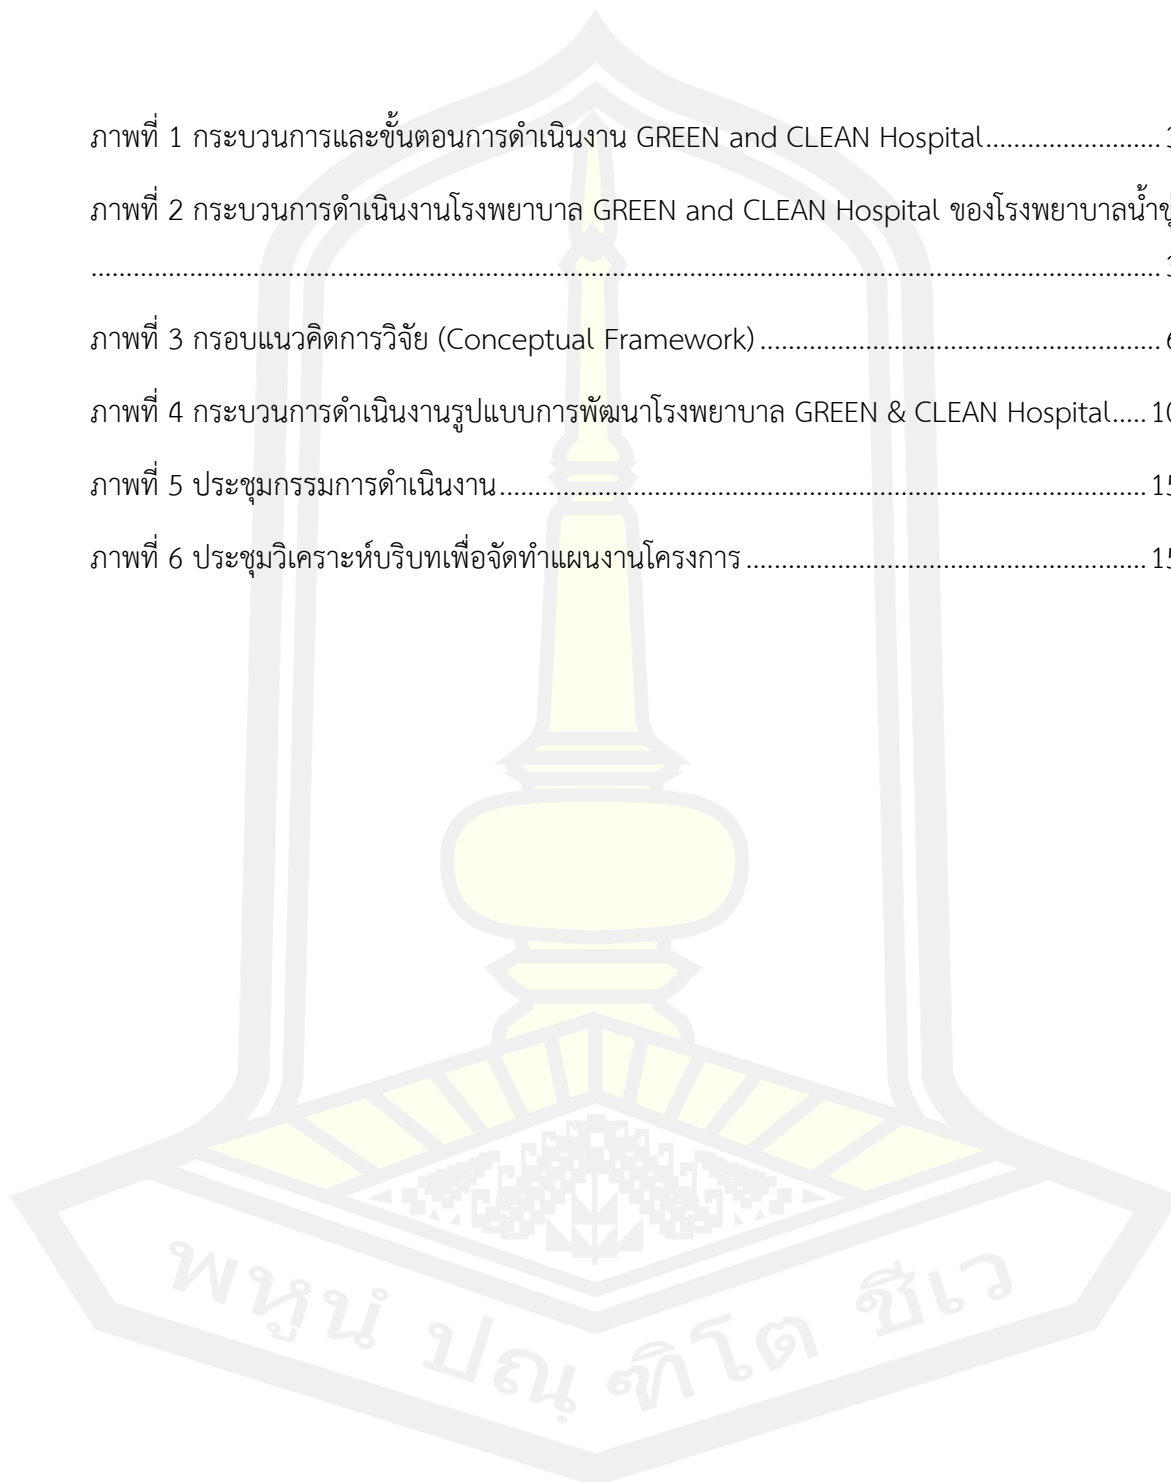 ภาพที่ 1 กระบวนการและขั้นตอนการดำเนินงาน GREEN and CLEAN Hospital.........................
ภาพที่ 2 กระบวนการดำเนินงานโรงพยาบาล GREEN and CLEAN Hospital ของ
.........................................................................................................................................................
ภาพที่ 3 กรอบแนวคิดการวิจัย (Conceptual Framework) .........................................................
ภาพที่ 4 กระบวนการดำเนินงานรูปแบบการพัฒนาโรงพยาบาล GREEN & CLEAN Hospital.....
ภาพที่ 5 ประชุมกรรมการดำเนินงาน.............................................................................................
ภาพที่ 6 ประชุมวิเคราะห์บริบทเพื่อจัดทำแผนงานโครงการ .........................................................
พหูนํ ปณฺฑิโต ชีเว